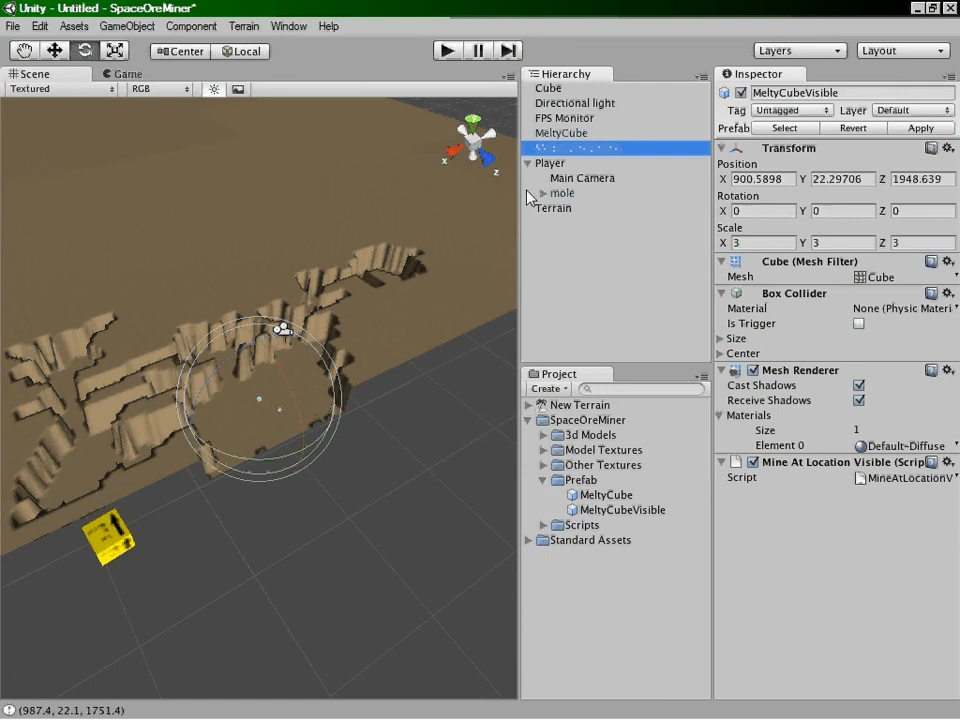 Unity - Untitled - SpaceOreMiner*
File Edit Assets GameObject Component Terrain Window Help
Center Local Layers Layout
Scene Game
Textured RGB
x z
Hierarchy
Cube
Directional light
FPS Monitor
MeltyCube
Player
Main Camera
mole
Terrain
Project
Create
New Terrain
SpaceOreMiner
3d Models
Model Textures
Other Textures
Prefab
MeltyCube
MeltyCubeVisible
Scripts
Standard Assets
Inspector
MeltyCubeVisible
Tag Untagged Layer Default
Prefab Select Revert Apply
Transform
Position
X 900.5898 Y 22.29706 Z 1948.639
Rotation
X 0 Y 0 Z 0
Scale
X 3 Y 3 Z 3
Cube (Mesh Filter)
Mesh Cube
Box Collider
Material None (Physic Materi
Is Trigger
Size
Center
Mesh Renderer
Cast Shadows
Receive Shadows
Materials
Size 1
Element 0 Default-Diffuse
Mine At Location Visible (Scrip
Script MineAtLocationV
(987.4, 22.1, 1751.4)